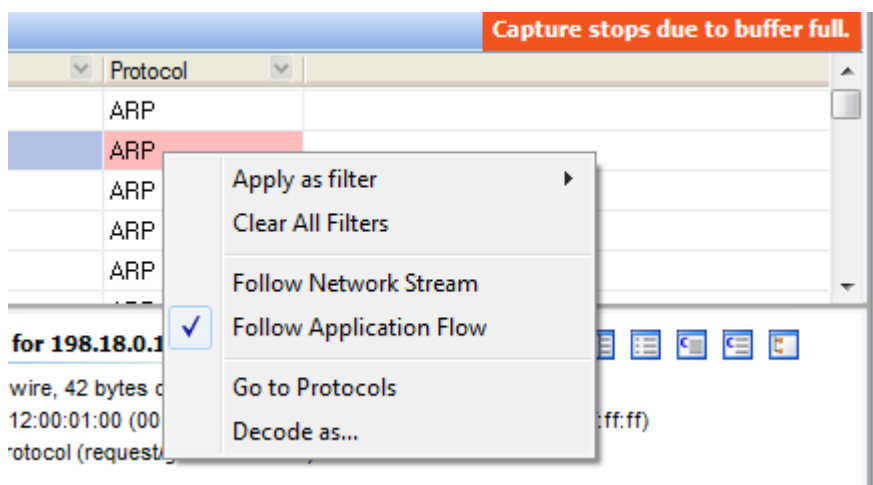 Capture stops due to buffer full.
Protocol
ARP
ARP
ARP
ARP
ARP
Apply as filter
Clear All Filters
Follow Network Stream
Follow Application Flow
Go to Protocols
Decode as...
for 198.18.0.1
wire, 42 bytes
12:00:01:00 (00 :ff:ff)
(request/